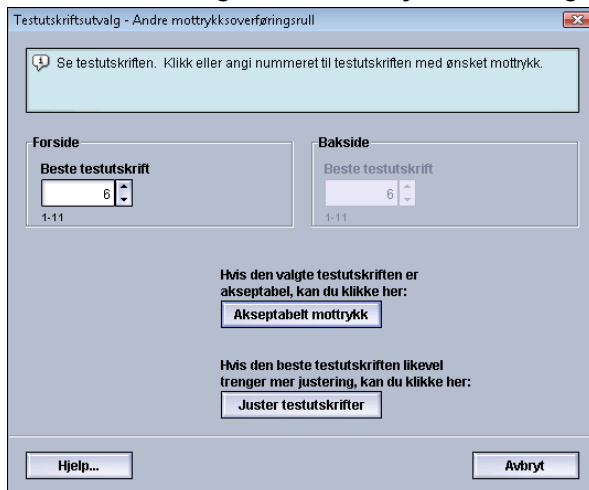 Testutskriftsutvalg - Andre mottrykksoverføringsrull
Se testutskriften. Klikk eller angi nummeret til testutskriften med ønsket mottrykk.
Forside
Beste testutskrift
6
1-11
Bakside
Beste testutskrift
6
1-11
Hvis den valgte testutskriften er
akseptabel, kan du klikke her:
Akseptabelt mottrykk
Hvis den beste testutskriften likevel
trenger mer justering, kan du klikke her:
Juster testutskrifter
Hjelp...
Avbryt